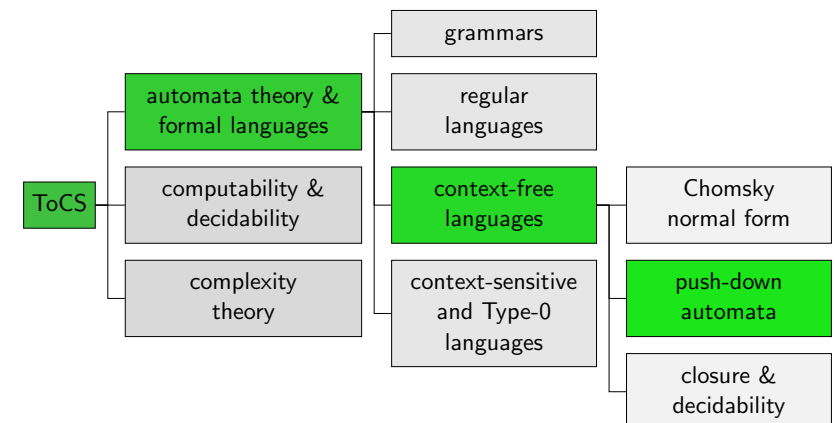 ToCS
automata theory &
formal languages
computability &
decidability
complexity
theory
grammars
regular
languages
context-free
languages
context-sensitive
and Type-0
languages
Chomsky
normal form
push-down
automata
closure &
decidability